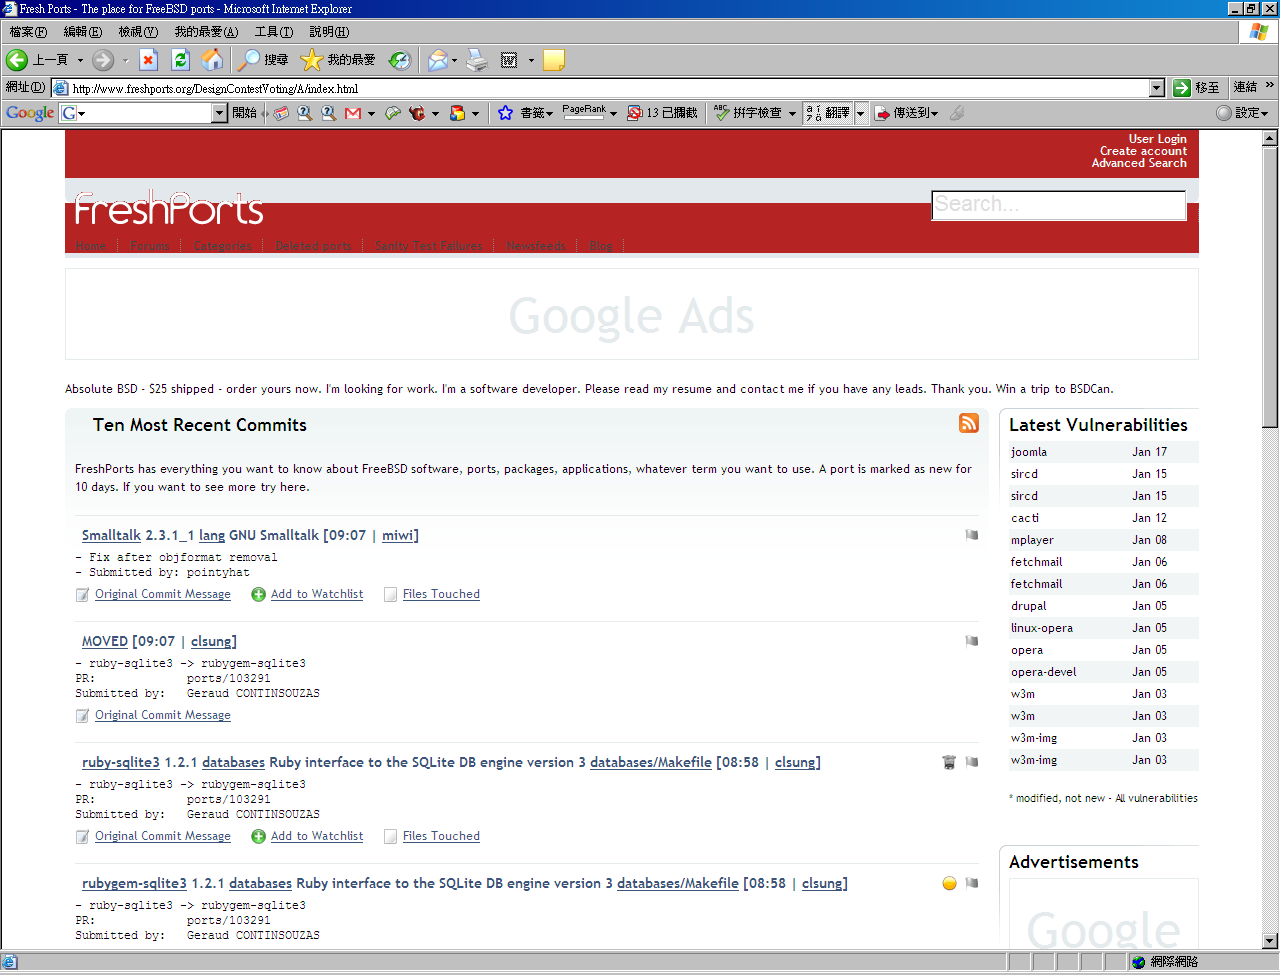 Fresh Ports - The place for FreeBSD ports - Microsoft Internet Explorer
檔案(F) 編輯(E) 檢視(V) 我的最愛(A) 工具(T) 說明(H)
上一頁 搜尋 我的最愛
網址(D) http://www.freshports.org/DesignContestVoting/A/index.html 移至 連結 »
Google G 開始 書籤 PageRank 13 已攔截 拼字檢查 翻譯 傳送到 設定
User Login
Create account
Advanced Search
FreshPorts
Search...
Home Forums Categories Deleted ports Sanity Test Failures Newsfeeds Blog
Google Ads
Absolute BSD - $25 shipped - order yours now. I'm looking for work. I'm a software developer. Please read my resume and contact me if you have any leads. Thank you. Win a trip to BSDCan.
Ten Most Recent Commits
FreshPorts has everything you want to know about FreeBSD software, ports, packages, applications, whatever term you want to use. A port is marked as new for
10 days. If you want to see more try here.
Smalltalk 2.3.1_1 lang GNU Smalltalk [09:07 | miwi]
- Fix after objformat removal
- Submitted by: pointyhat
Original Commit Message Add to Watchlist Files Touched
MOVED [09:07 | clsung]
- ruby-sqlite3 -> rubygem-sqlite3
PR: ports/103291
Submitted by: Geraud CONTINSOUZAS
Original Commit Message
ruby-sqlite3 1.2.1 databases Ruby interface to the SQLite DB engine version 3 databases/Makefile [08:58 | clsung]
- ruby-sqlite3 -> rubygem-sqlite3
PR: ports/103291
Submitted by: Geraud CONTINSOUZAS
Original Commit Message Add to Watchlist Files Touched
rubygem-sqlite3 1.2.1 databases Ruby interface to the SQLite DB engine version 3 databases/Makefile [08:58 | clsung]
- ruby-sqlite3 -> rubygem-sqlite3
PR: ports/103291
Submitted by: Geraud CONTINSOUZAS
Latest Vulnerabilities
joomla Jan 17
sircd Jan 15
sircd Jan 15
cacti Jan 12
mplayer Jan 08
fetchmail Jan 06
fetchmail Jan 06
drupal Jan 05
linux-opera Jan 05
opera Jan 05
opera-devel Jan 05
w3m Jan 03
w3m Jan 03
w3m-img Jan 03
w3m-img Jan 03
* modified, not new - All vulnerabilities
Advertisements
Google
網際網路